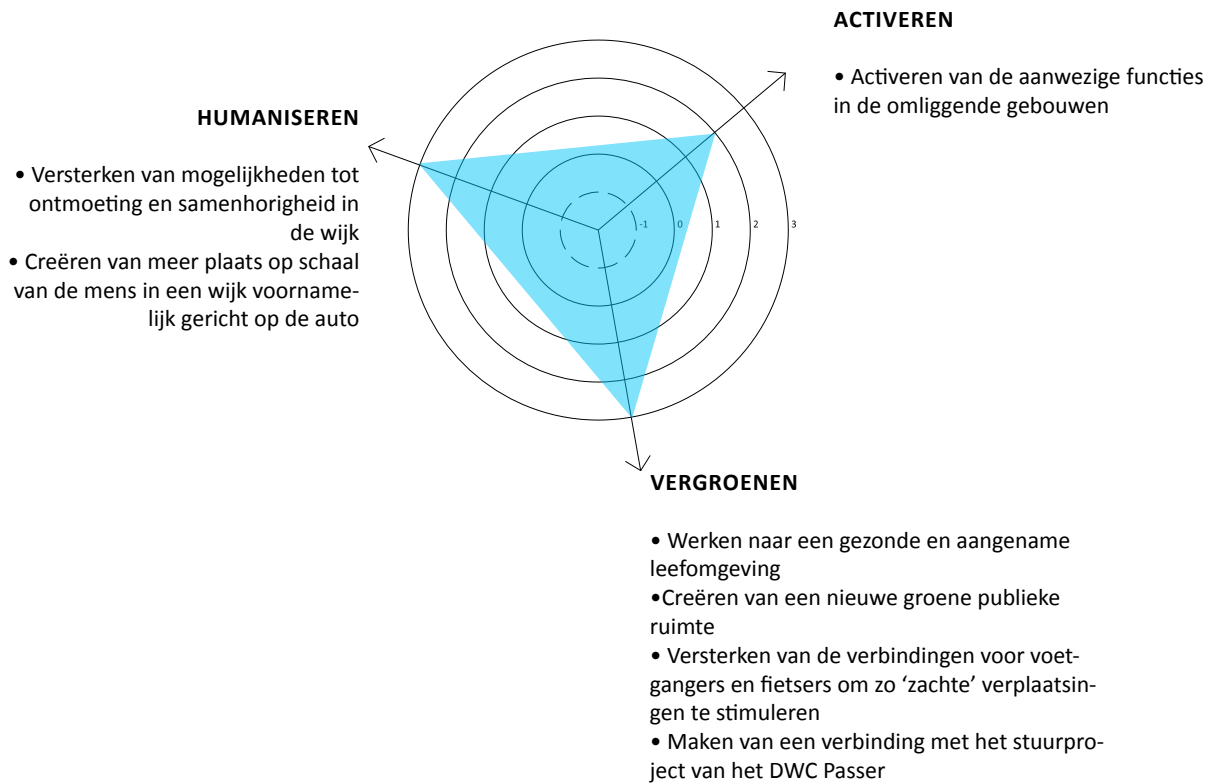 ACTIVEREN
• Activeren van de aanwezige functies
in de omliggende gebouwen
HUMANISEREN
• Versterken van mogelijkheden tot
ontmoeting en samenhorigheid in
de wijk
• Creëren van meer plaats op schaal
van de mens in een wijk voorname-
lijk gericht op de auto
-1 0 1 2 3
VERGROENEN
• Werken naar een gezonde en aangename
leefomgeving
•Creëren van een nieuwe groene publieke
ruimte
• Versterken van de verbindingen voor voet-
gangers en fietsers om zo ‘zachte’ verplaatsin-
gen te stimuleren
• Maken van een verbinding met het stuurpro-
ject van het DWC Passer